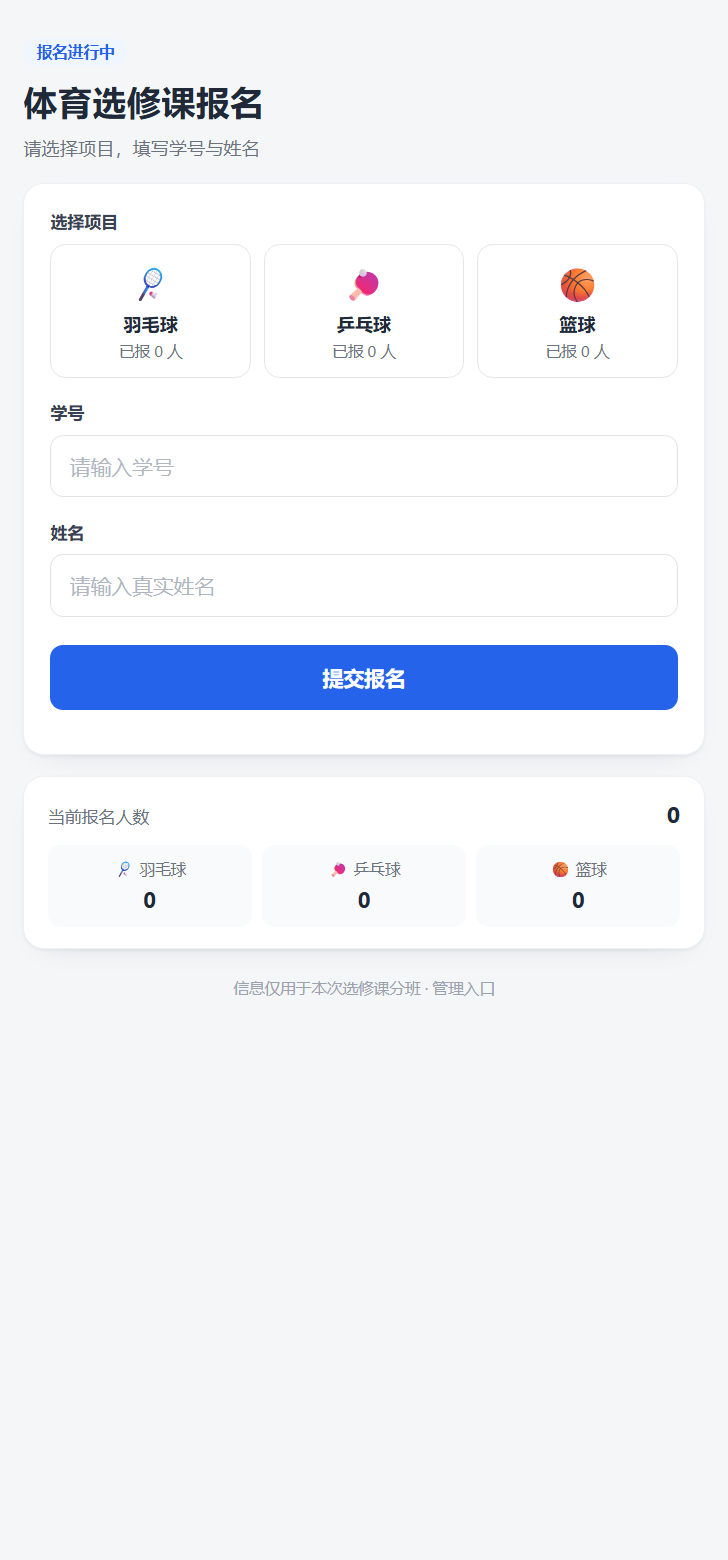 报名进行中
体育选修课报名
请选择项目，填写学号与姓名
选择项目
羽毛球
已报 0 人
乒乓球
已报 0 人
篮球
已报 0 人
学号
请输入学号
姓名
请输入真实姓名
提交报名
当前报名人数 0
羽毛球
0
乒乓球
0
篮球
0
信息仅用于本次选修课分班 · 管理入口